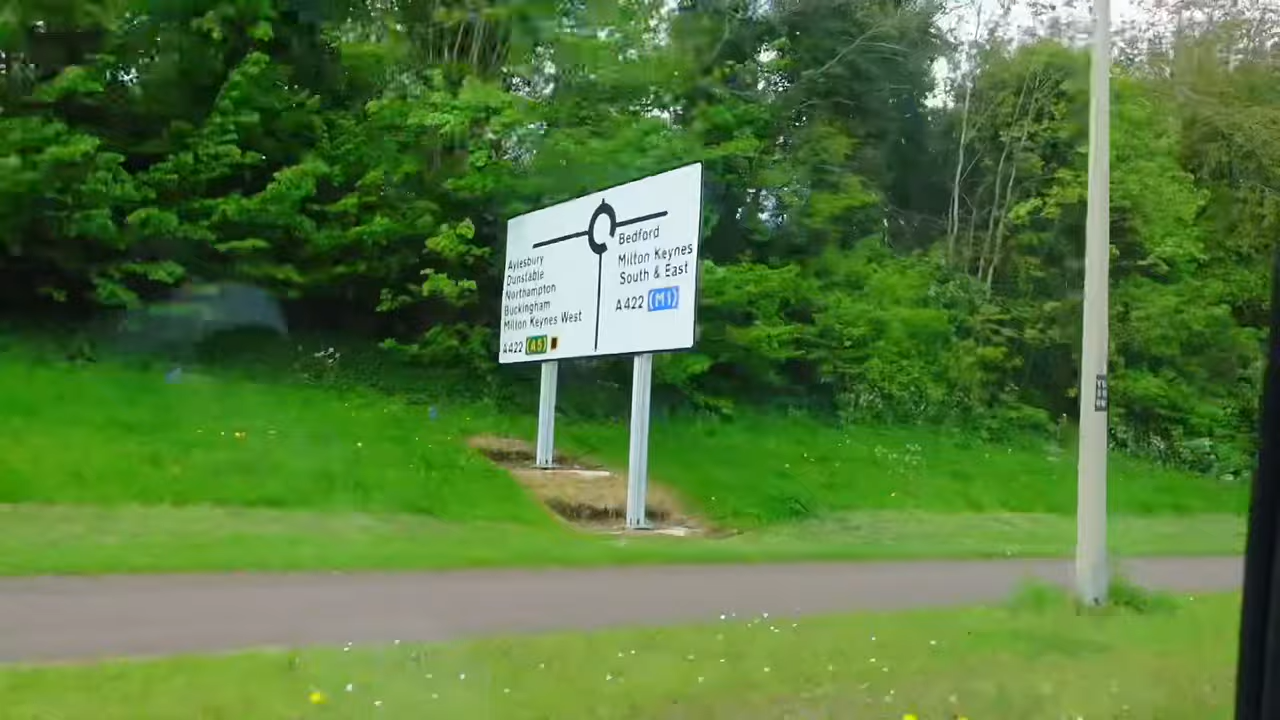 Aylesbury
Dunstable
Northampton
Buckingham
Milton Keynes West
A422 (A5)
Bedford
Milton Keynes
South & East
A422 (M1)